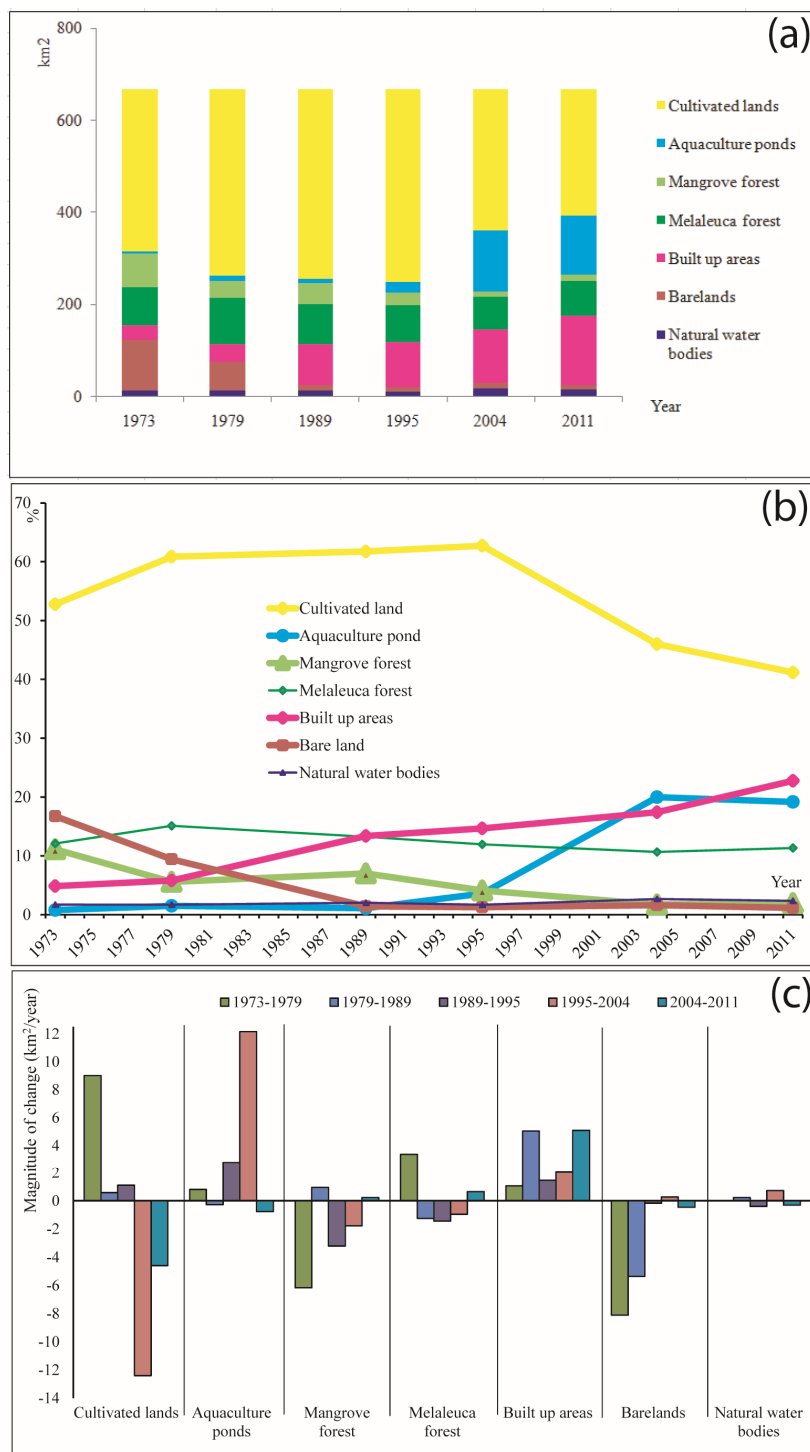 (a)
km2
800
600
400
200
0
1973 1979 1989 1995 2004 2011
Year
Cultivated lands
Aquaculture ponds
Mangrove forest
Melaleuca forest
Built up areas
Barelands
Natural water
bodies
(b)
%
70
60
50
40
30
20
10
0
Cultivated land
Aquaculture pond
Mangrove forest
Melaleuca forest
Built up areas
Bare land
Natural water bodies
Year
1973 1975 1977 1979 1981 1983 1985 1987 1989 1991 1993 1995 1997 1999 2001 2003 2005 2007 2009 2011
(c)
1973-1979 1979-1989 1989-1995 1995-2004 2004-2011
Magnitude of change (km²/year)
12
10
8
6
4
2
0
-2
-4
-6
-8
-10
-12
-14
Cultivated lands Aquaculture Mangrove Melaleuca Built up areas Barelands Natural water
ponds forest forest bodies